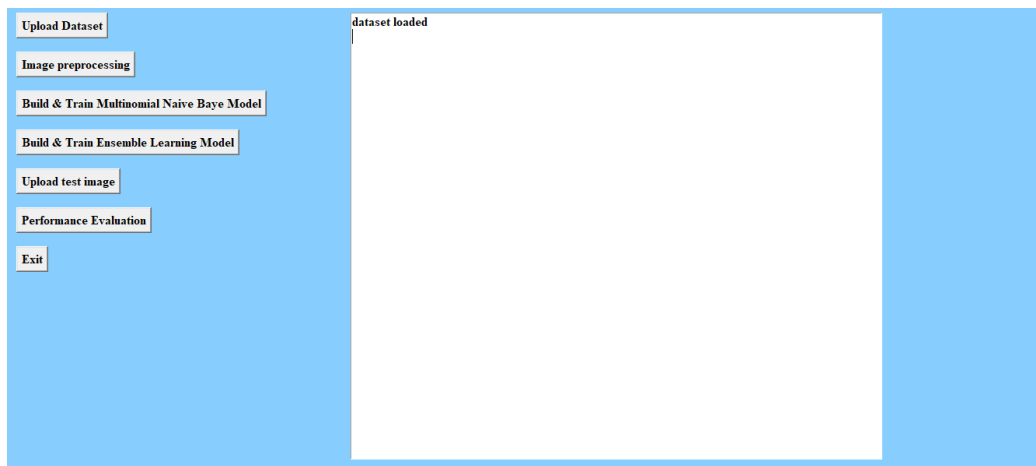 Upload Dataset
Image preprocessing
Build & Train Multinomial Naive Baye Model
Build & Train Ensemble Learning Model
Upload test image
Performance Evaluation
Exit
dataset loaded